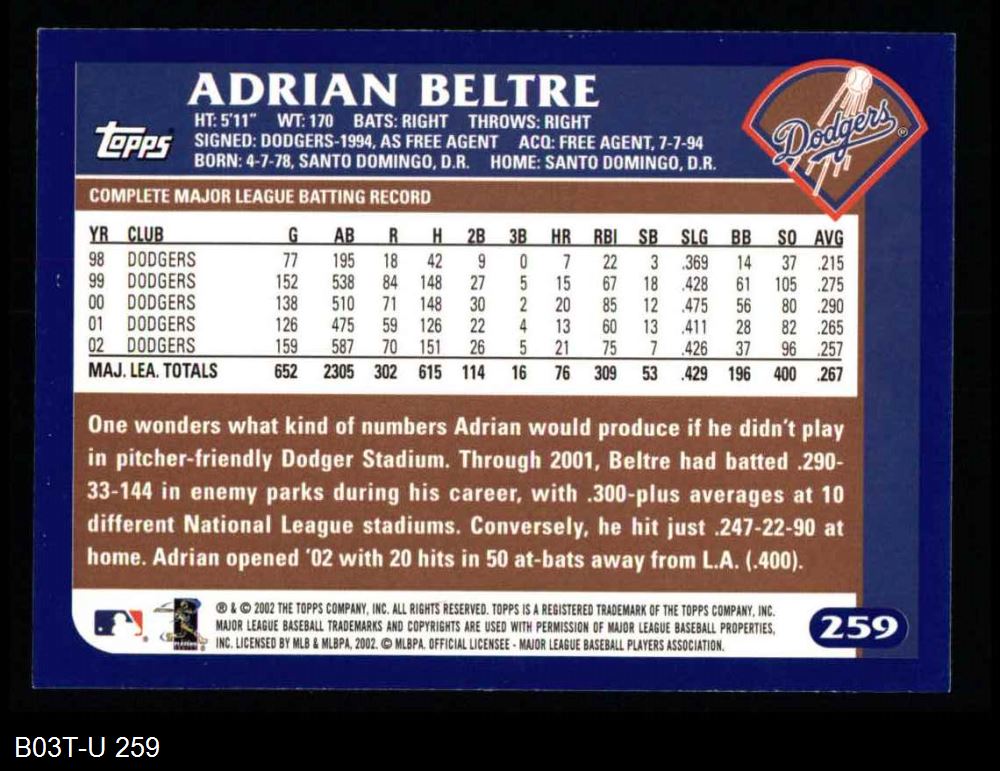 ADRIAN BELTRE
HT: 5'11" WT: 170 BATS: RIGHT THROWS: RIGHT
SIGNED: DODGERS-1994, AS FREE AGENT ACQ: FREE AGENT, 7-7-94
BORN: 4-7-78, SANTO DOMINGO, D.R. HOME: SANTO DOMINGO, D.R.
Topps
Dodgers®
COMPLETE MAJOR LEAGUE BATTING RECORD
YR CLUB G AB R H 2B 3B HR RBI SB SLG BB SO AVG
98 DODGERS 77 195 18 42 9 0 7 22 3 .369 14 37 .215
99 DODGERS 152 538 84 148 27 5 15 67 18 .428 61 105 .275
00 DODGERS 138 510 71 148 30 2 20 85 12 .475 56 80 .290
01 DODGERS 126 475 59 126 22 4 13 60 13 .411 28 82 .265
02 DODGERS 159 587 70 151 26 5 21 75 7 .426 37 96 .257
MAJ. LEA. TOTALS 652 2305 302 615 114 16 76 309 53 .429 196 400 .267
One wonders what kind of numbers Adrian would produce if he didn't play
in pitcher-friendly Dodger Stadium. Through 2001, Beltre had batted .290-
33-144 in enemy parks during his career, with .300-plus averages at 10
different National League stadiums. Conversely, he hit just .247-22-90 at
home. Adrian opened '02 with 20 hits in 50 at-bats away from L.A. (.400).
® & © 2002 THE TOPPS COMPANY, INC. ALL RIGHTS RESERVED. TOPPS IS A REGISTERED TRADEMARK OF THE TOPPS COMPANY, INC.
MAJOR LEAGUE BASEBALL TRADEMARKS AND COPYRIGHTS ARE USED WITH PERMISSION OF MAJOR LEAGUE BASEBALL PROPERTIES,
INC. LICENSED BY MLB & MLBPA, 2002. © MLBPA. OFFICIAL LICENSEE - MAJOR LEAGUE BASEBALL PLAYERS ASSOCIATION.
259
B03T-U 259